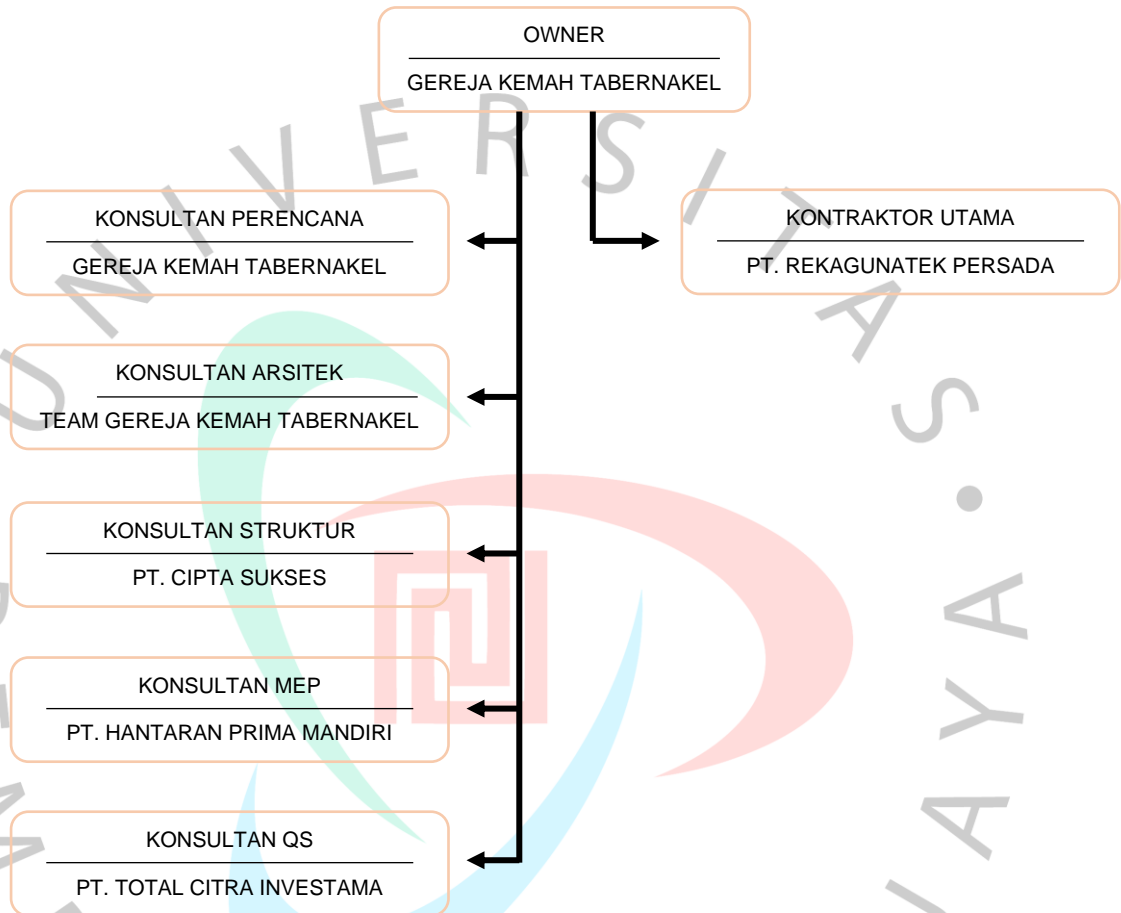 OWNER
GEREJA KEMAH TABERNAKEL
KONSULTAN PERENCANA
GEREJA KEMAH TABERNAKEL
KONTRAKTOR UTAMA
PT. REKAGUNATEK PERSADA
KONSULTAN ARSITEK
TEAM GEREJA KEMAH TABERNAKEL
KONSULTAN STRUKTUR
PT. CIPTA SUKSES
KONSULTAN MEP
PT. HANTARAN PRIMA MANDIRI
KONSULTAN QS
PT. TOTAL CITRA INVESTAMA
UNIVERSITAS